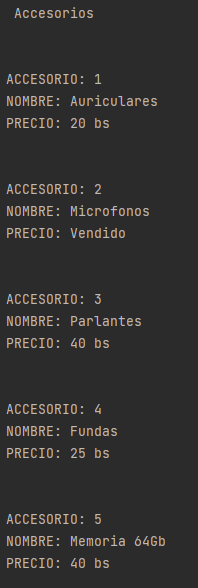 Accesorios
ACCESORIO: 1
NOMBRE: Auriculares
PRECIO: 20 bs
ACCESORIO: 2
NOMBRE: Microfonos
PRECIO: Vendido
ACCESORIO: 3
NOMBRE: Parlantes
PRECIO: 40 bs
ACCESORIO: 4
NOMBRE: Fundas
PRECIO: 25 bs
ACCESORIO: 5
NOMBRE: Memoria 64Gb
PRECIO: 40 bs